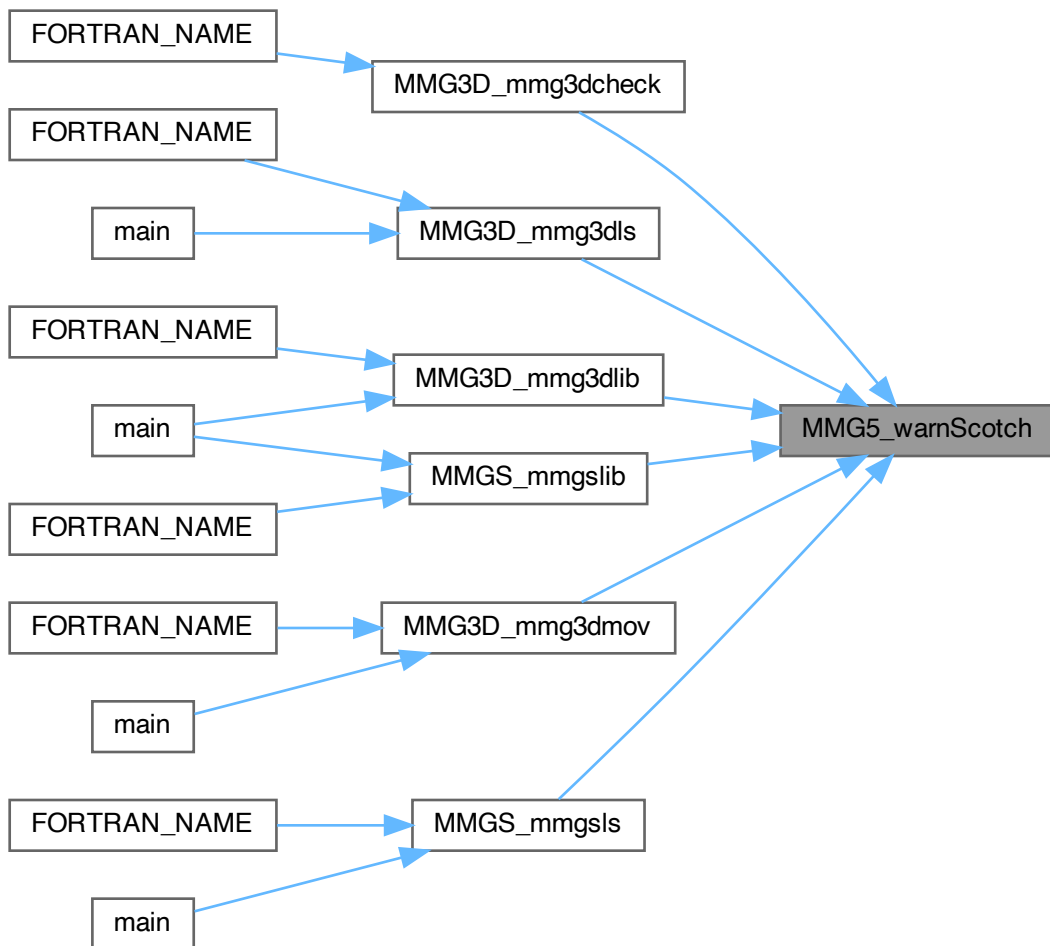 FORTRAN_NAME
MMG3D_mmg3dcheck
FORTRAN_NAME
main
MMG3D_mmg3dls
FORTRAN_NAME
MMG3D_mmg3dlib
main
MMG5_warnScotch
MMGS_mmgslib
FORTRAN_NAME
FORTRAN_NAME
MMG3D_mmg3dmov
main
FORTRAN_NAME
MMGS_mmgsls
main